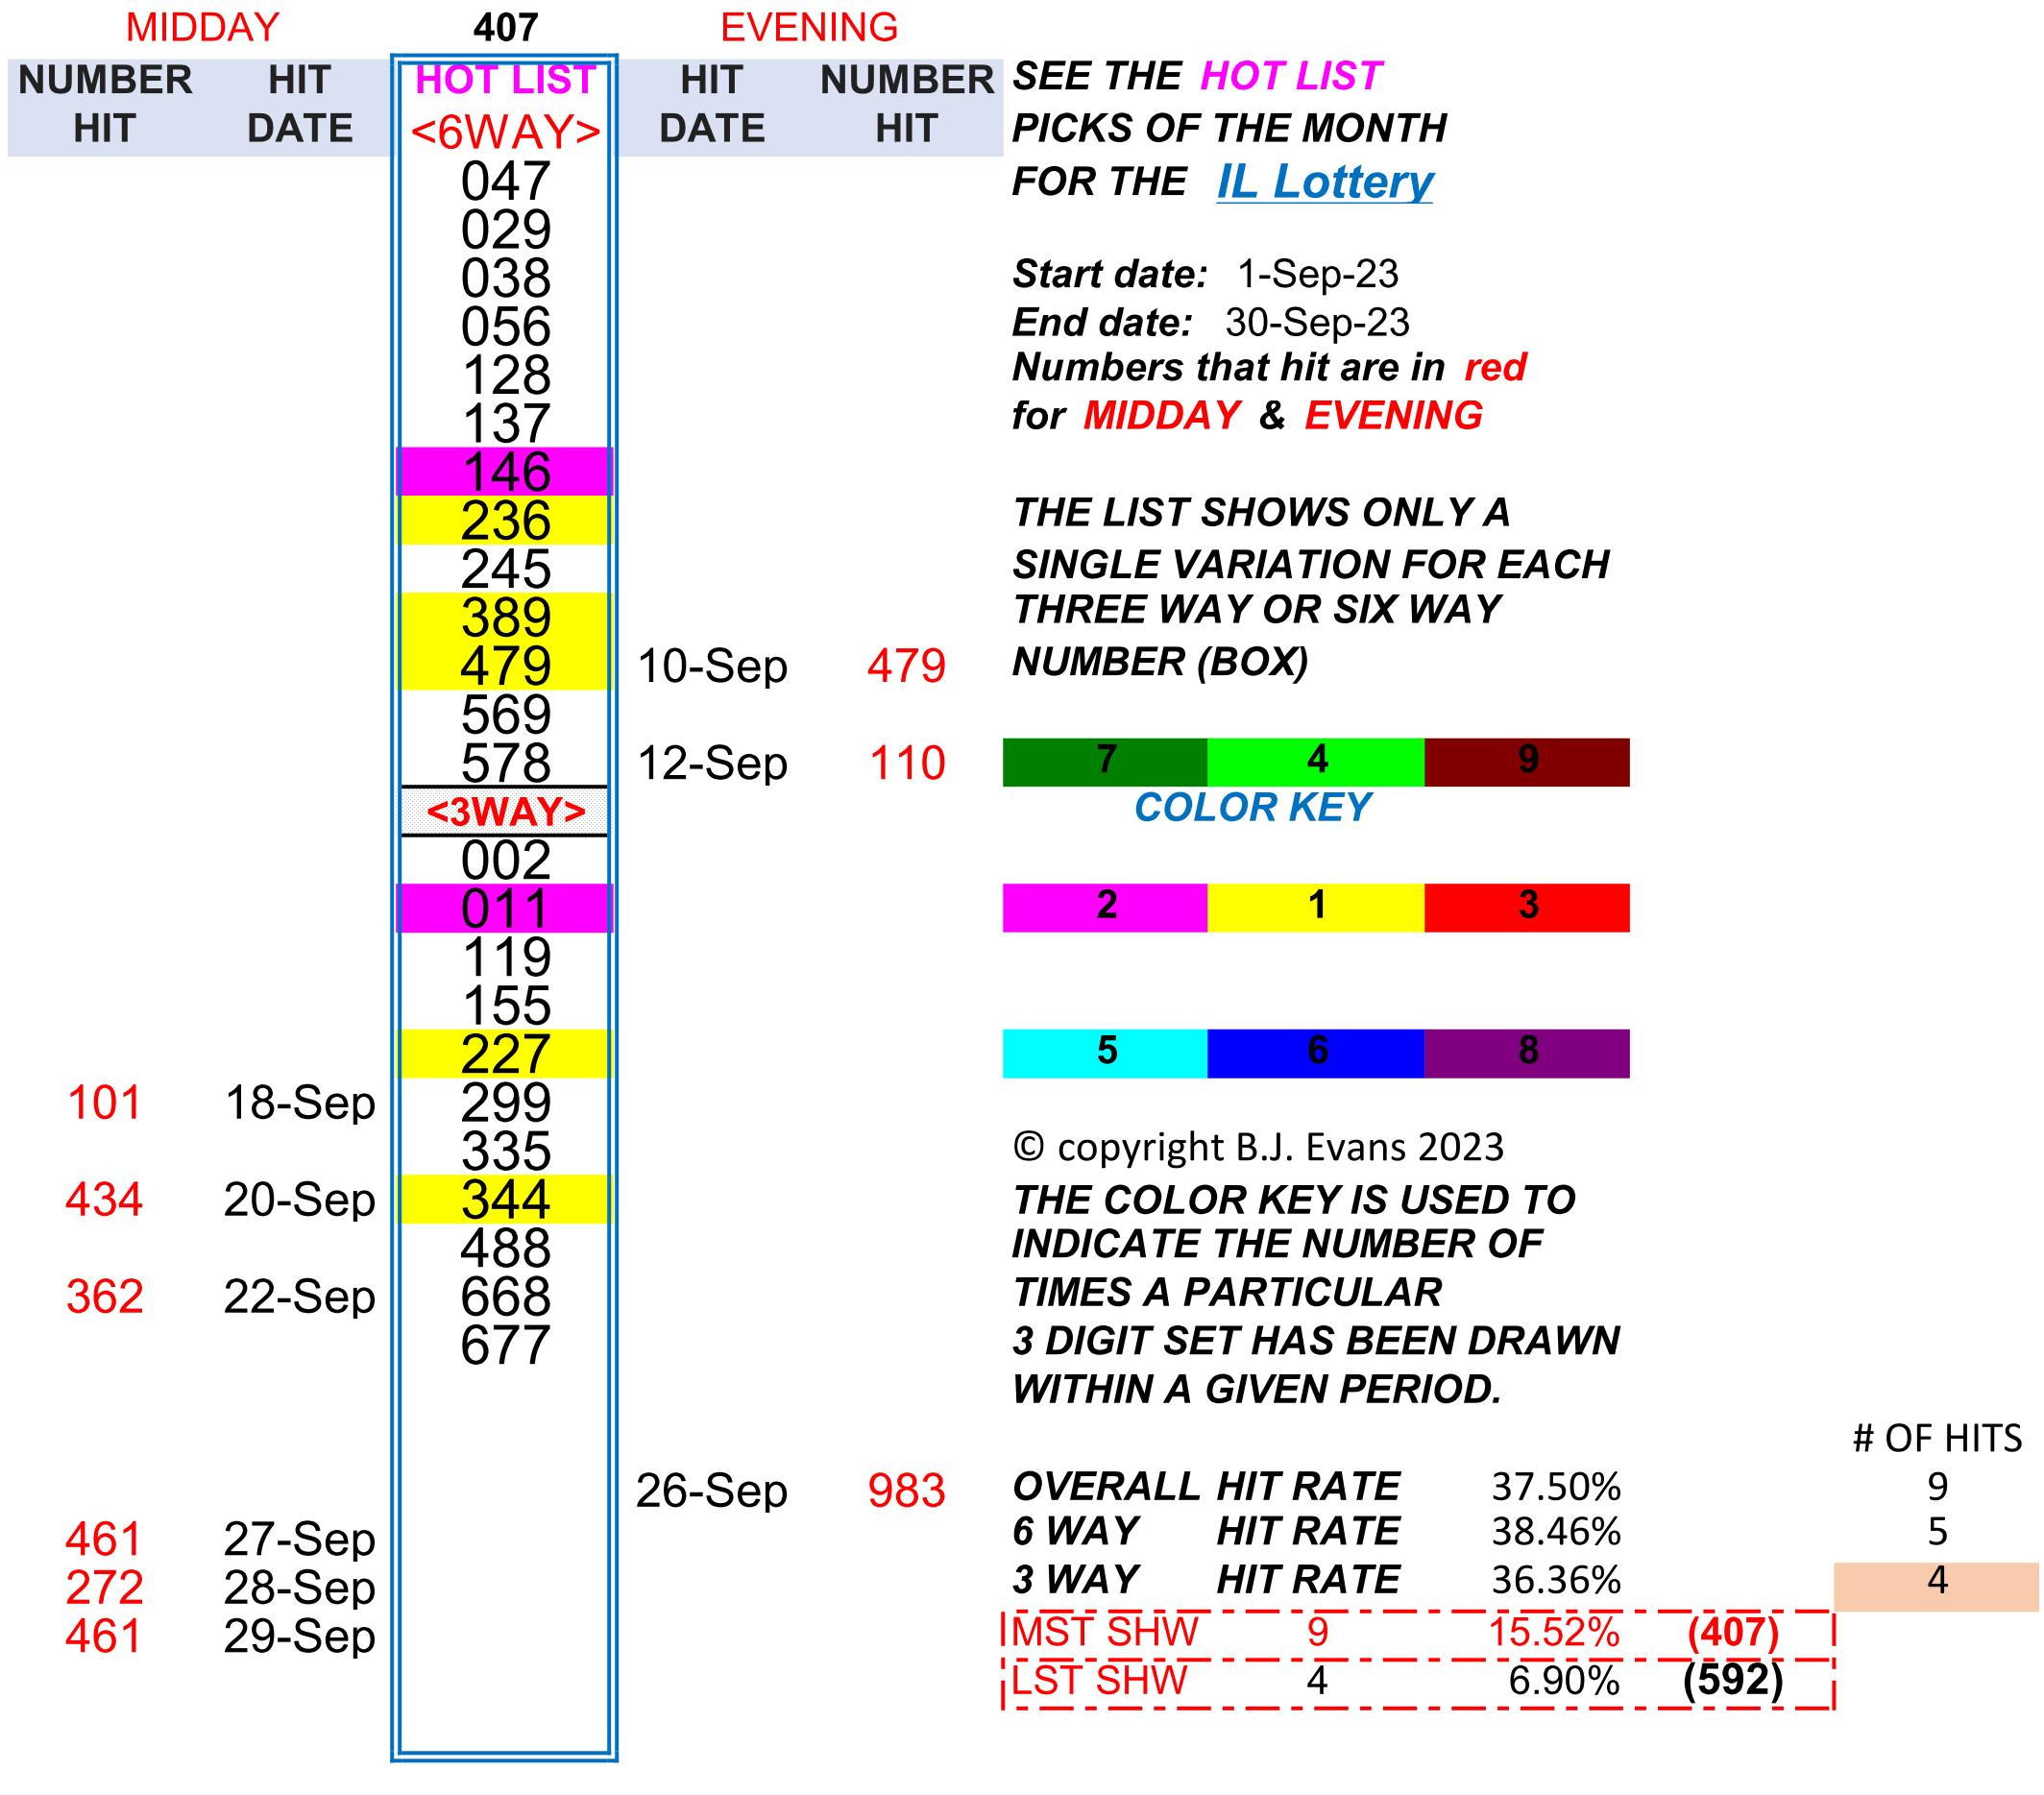 MIDDAY 407 EVENING
NUMBER HIT HOT LIST HIT NUMBER SEE THE HOT LIST
HIT DATE <6WAY> DATE HIT PICKS OF THE MONTH
047 FOR THE IL Lottery
029
038 Start date: 1-Sep-23
056 End date: 30-Sep-23
128 Numbers that hit are in red
137 for MIDDAY & EVENING
146
236 THE LIST SHOWS ONLY A
245 SINGLE VARIATION FOR EACH
389 THREE WAY OR SIX WAY
479 10-Sep 479 NUMBER (BOX)
569
578 12-Sep 110 7 4 9
<3WAY> COLOR KEY
002
011 2 1 3
119
155
227 5 6 8
101 18-Sep 299
335 © copyright B.J. Evans 2023
434 20-Sep 344 THE COLOR KEY IS USED TO
488 INDICATE THE NUMBER OF
362 22-Sep 668 TIMES A PARTICULAR
677 3 DIGIT SET HAS BEEN DRAWN
WITHIN A GIVEN PERIOD.
# OF HITS
26-Sep 983 OVERALL HIT RATE 37.50% 9
461 27-Sep 6 WAY HIT RATE 38.46% 5
272 28-Sep 3 WAY HIT RATE 36.36% 4
461 29-Sep MST SHW 9 15.52% (407)
LST SHW 4 6.90% (592)